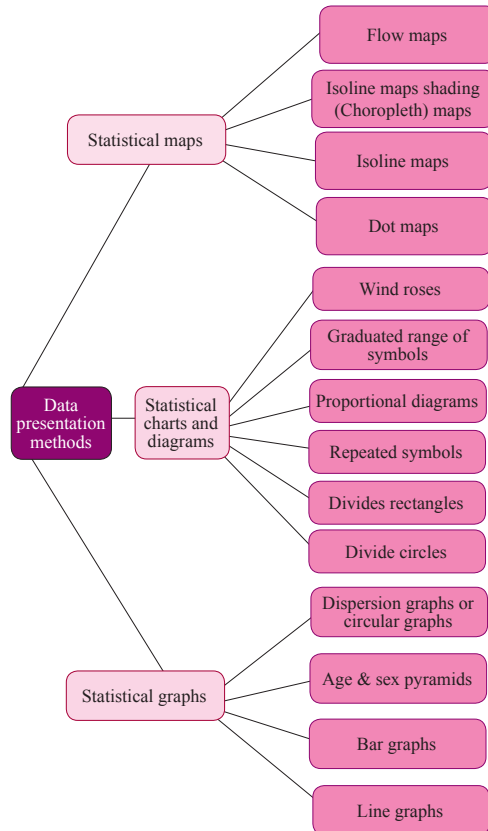 Flow maps
Isoline maps shading
(Choropleth) maps
Statistical maps
Isoline maps
Dot maps
Wind roses
Graduated range of
symbols
Data
presentation
methods
Statistical
charts and
diagrams
Proportional diagrams
Repeated symbols
Divides rectangles
Divide circles
Dispersion graphs or
circular graphs
Statistical graphs
Age & sex pyramids
Bar graphs
Line graphs